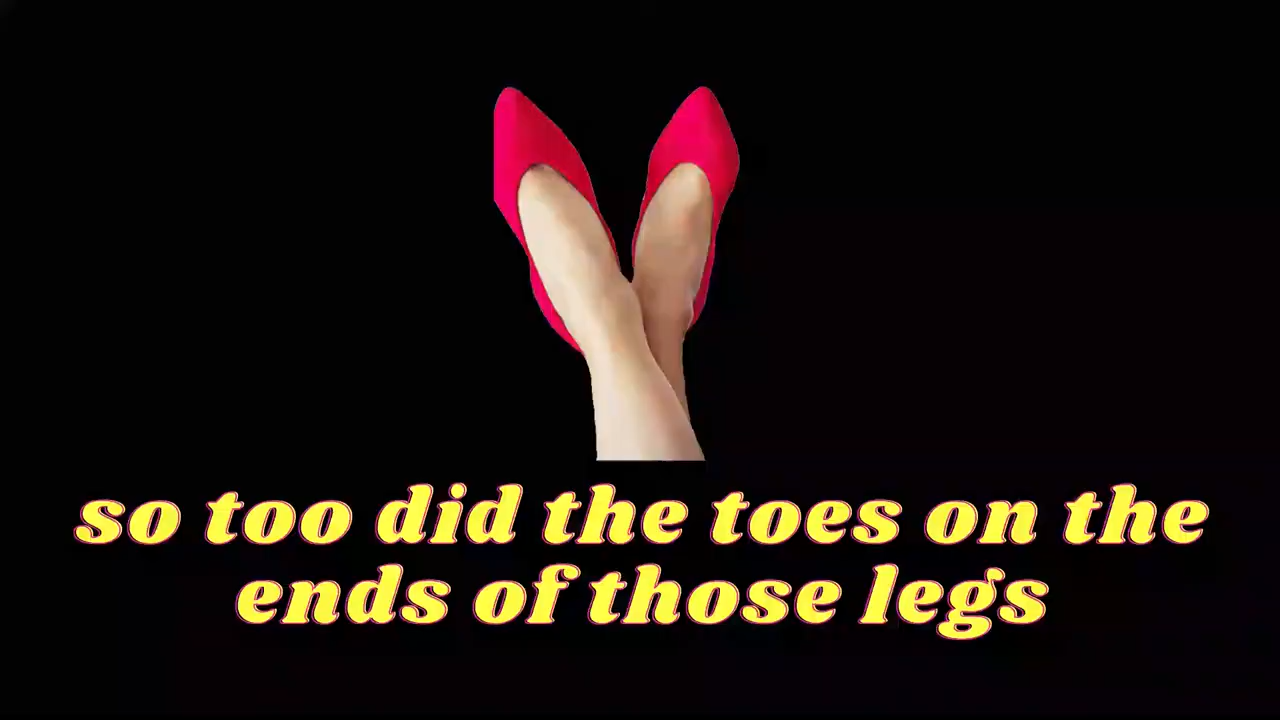 so too did the toes on the
ends of those legs